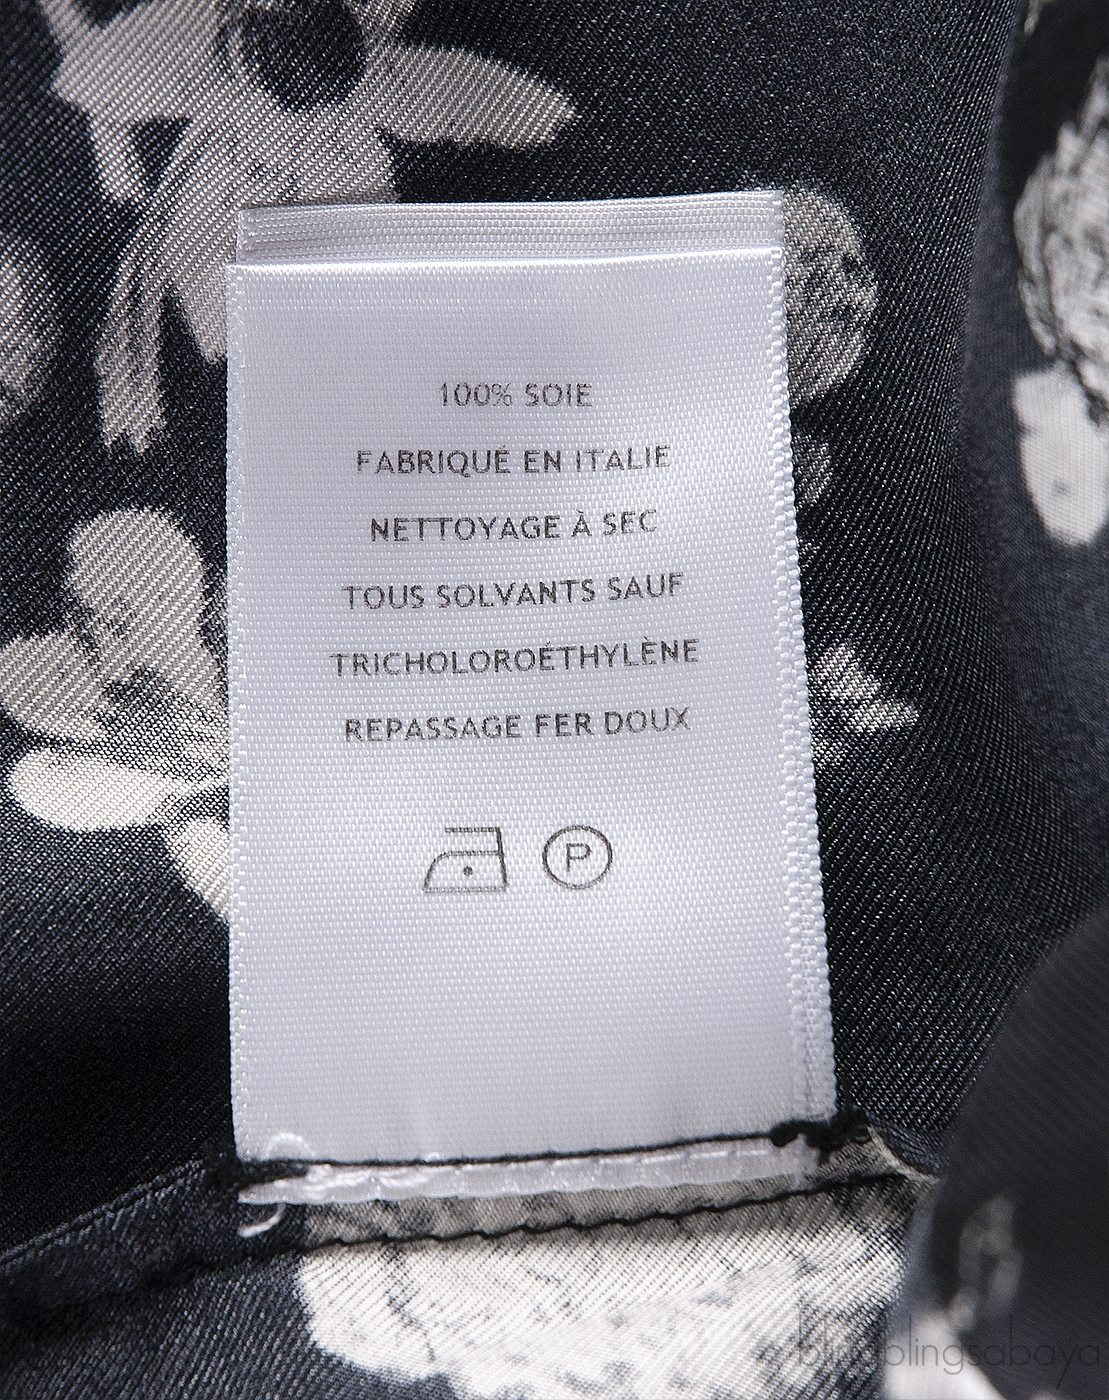 100% SOIE
FABRIQUÉ EN ITALIE
NETTOYAGE À SEC
TOUS SOLVANTS SAUF
TRICHOLOROÉTHYLÈNE
REPASSAGE FER DOUX
P
blingblingsabaya